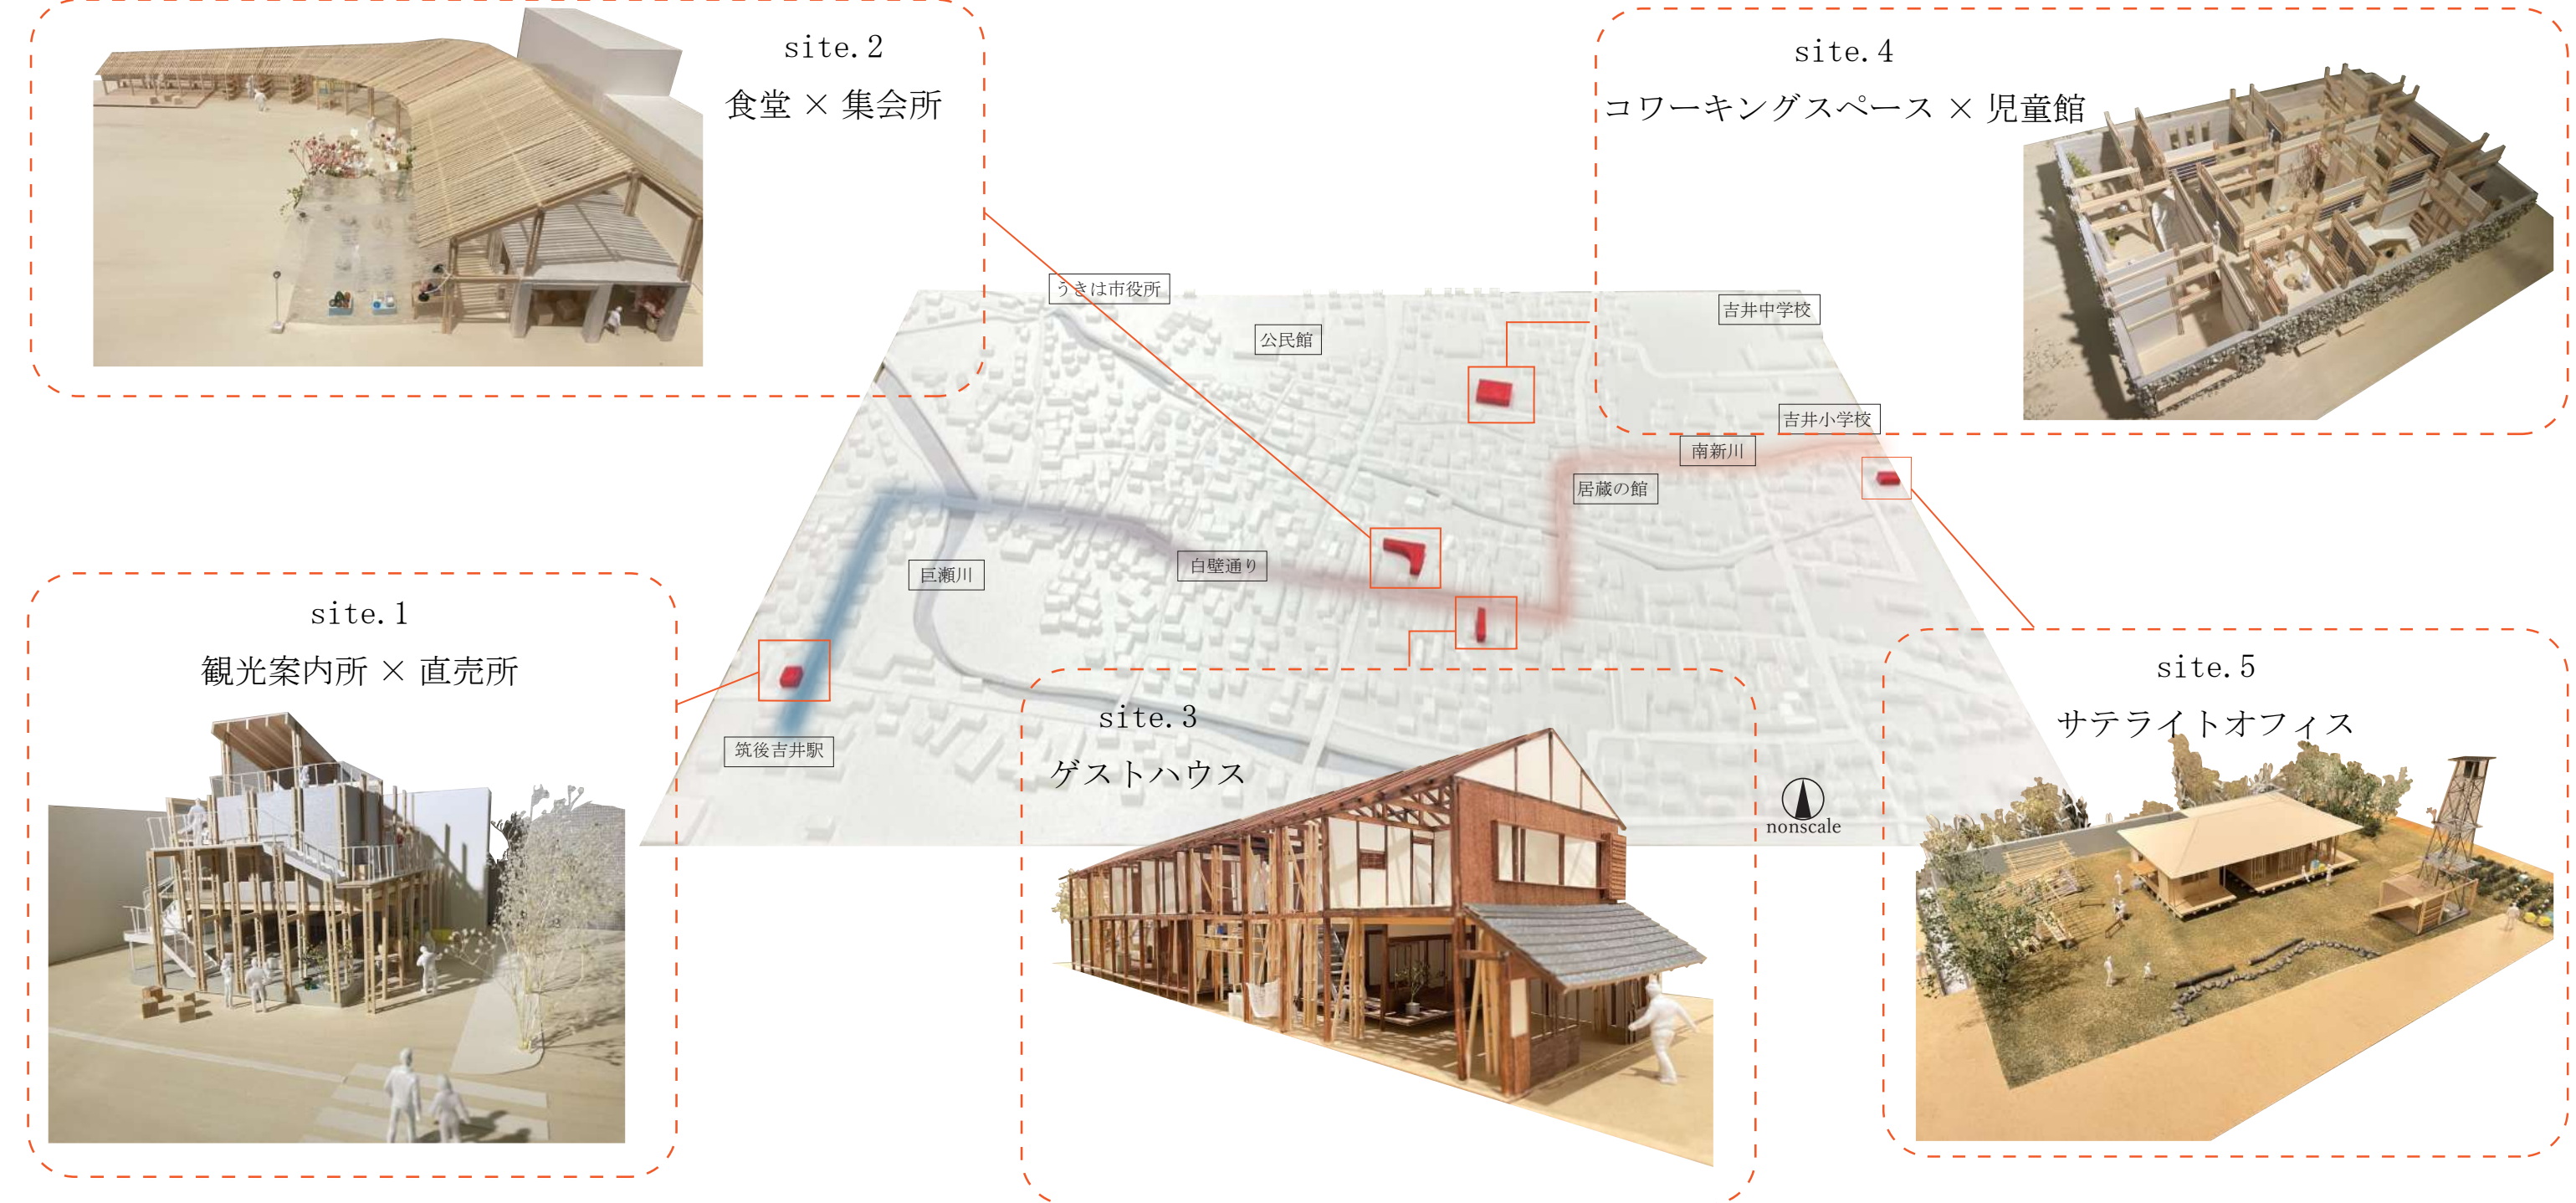 site.2
食堂 × 集会所
site.4
コワーキングスペース × 児童館
うきは市役所
公民館
吉井中学校
吉井小学校
南新川
居蔵の館
白壁通り
巨瀬川
筑後吉井駅
site.1
観光案内所 × 直売所
site.3
ゲストハウス
site.5
サテライトオフィス
nonscale